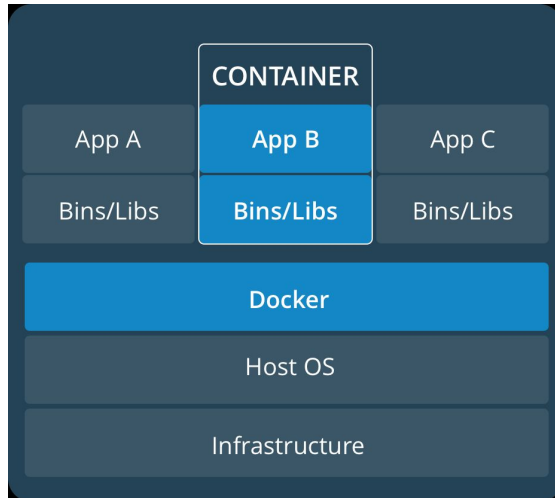 CONTAINER
App A App B App C
Bins/Libs Bins/Libs Bins/Libs
Docker
Host OS
Infrastructure